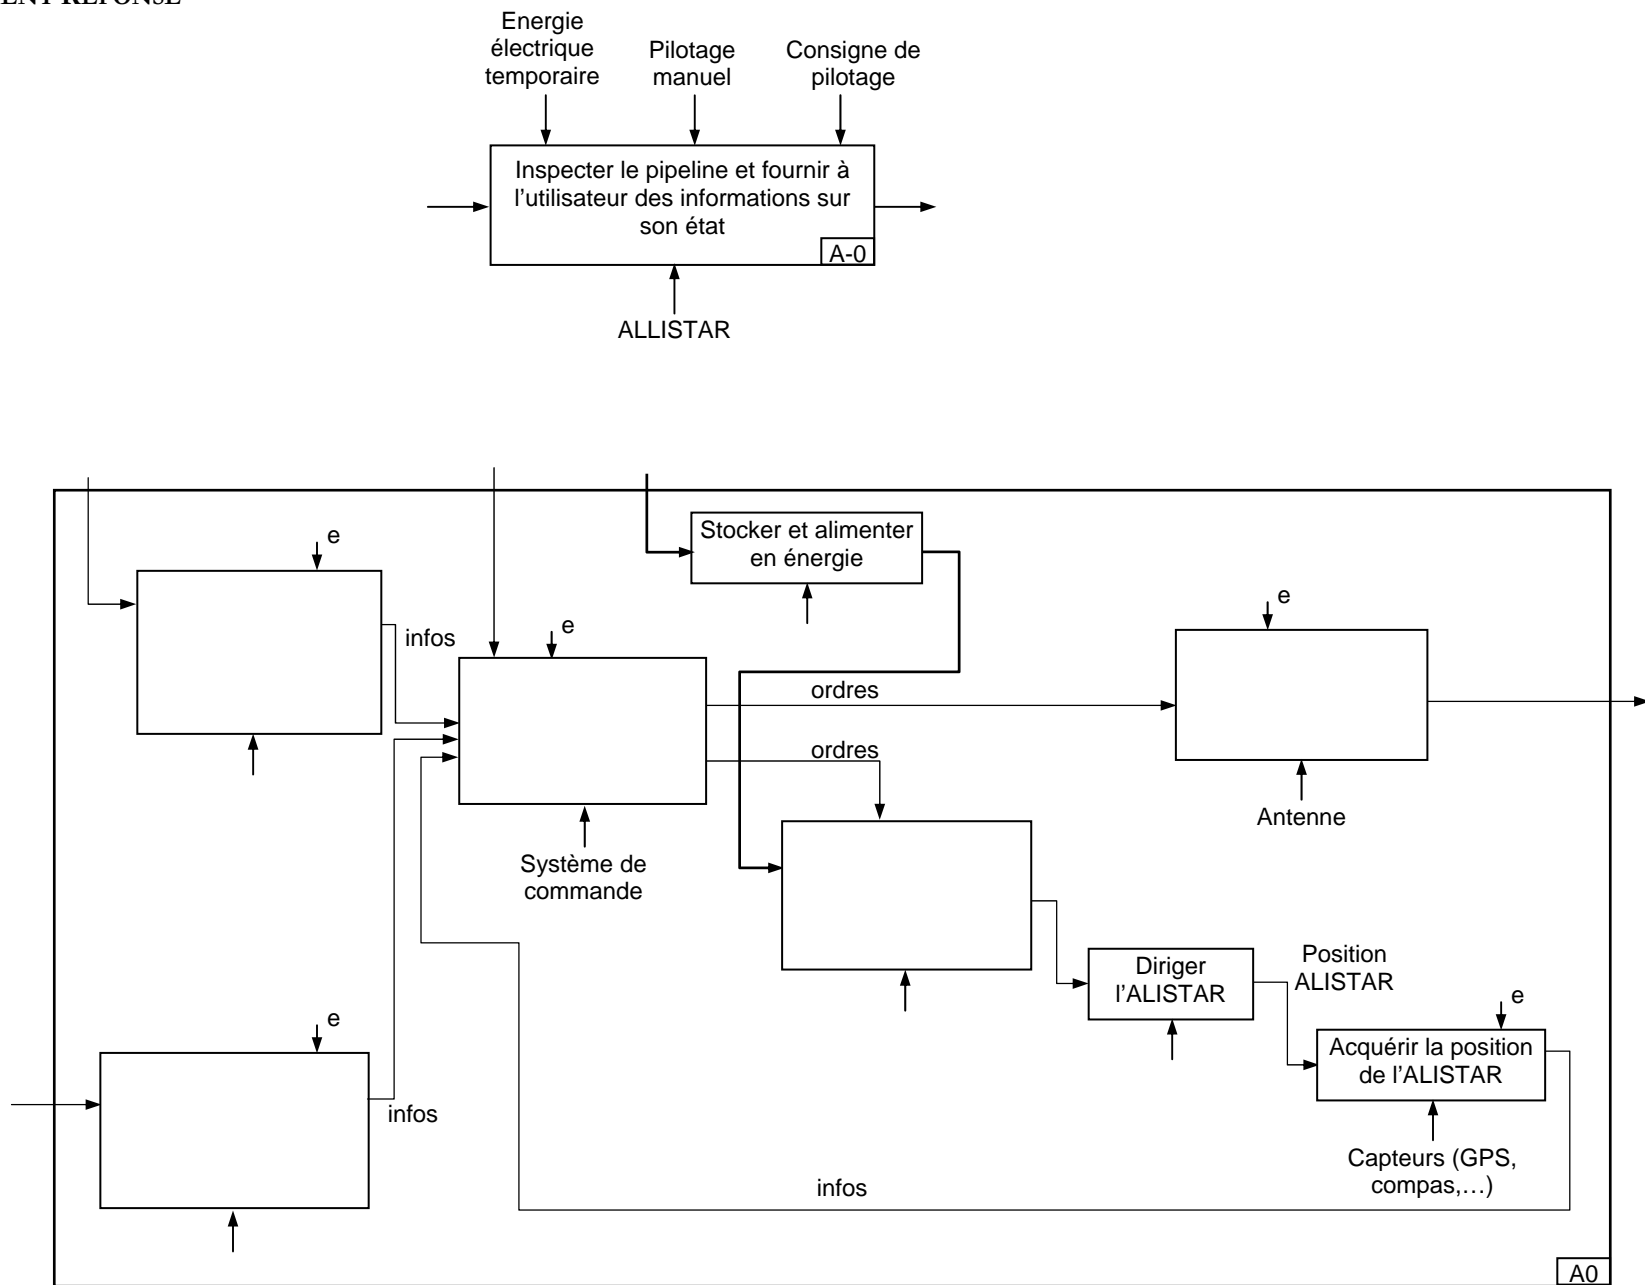 ENT REPONSE
Energie
électrique
temporaire
Pilotage
manuel
Consigne de
pilotage
Inspecter le pipeline et fournir à
l'utilisateur des informations sur
son état
A-0
ALLISTAR
Stocker et alimenter
en énergie
e
infos
e
e
ordres
ordres
Antenne
Système de
commande
Diriger
l'ALISTAR
Position
ALISTAR
e
e
Acquérir la position
de l'ALISTAR
infos
Capteurs (GPS,
compas,…)
infos
A0